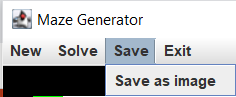 Maze Generator
New Solve Save Exit
Save as image